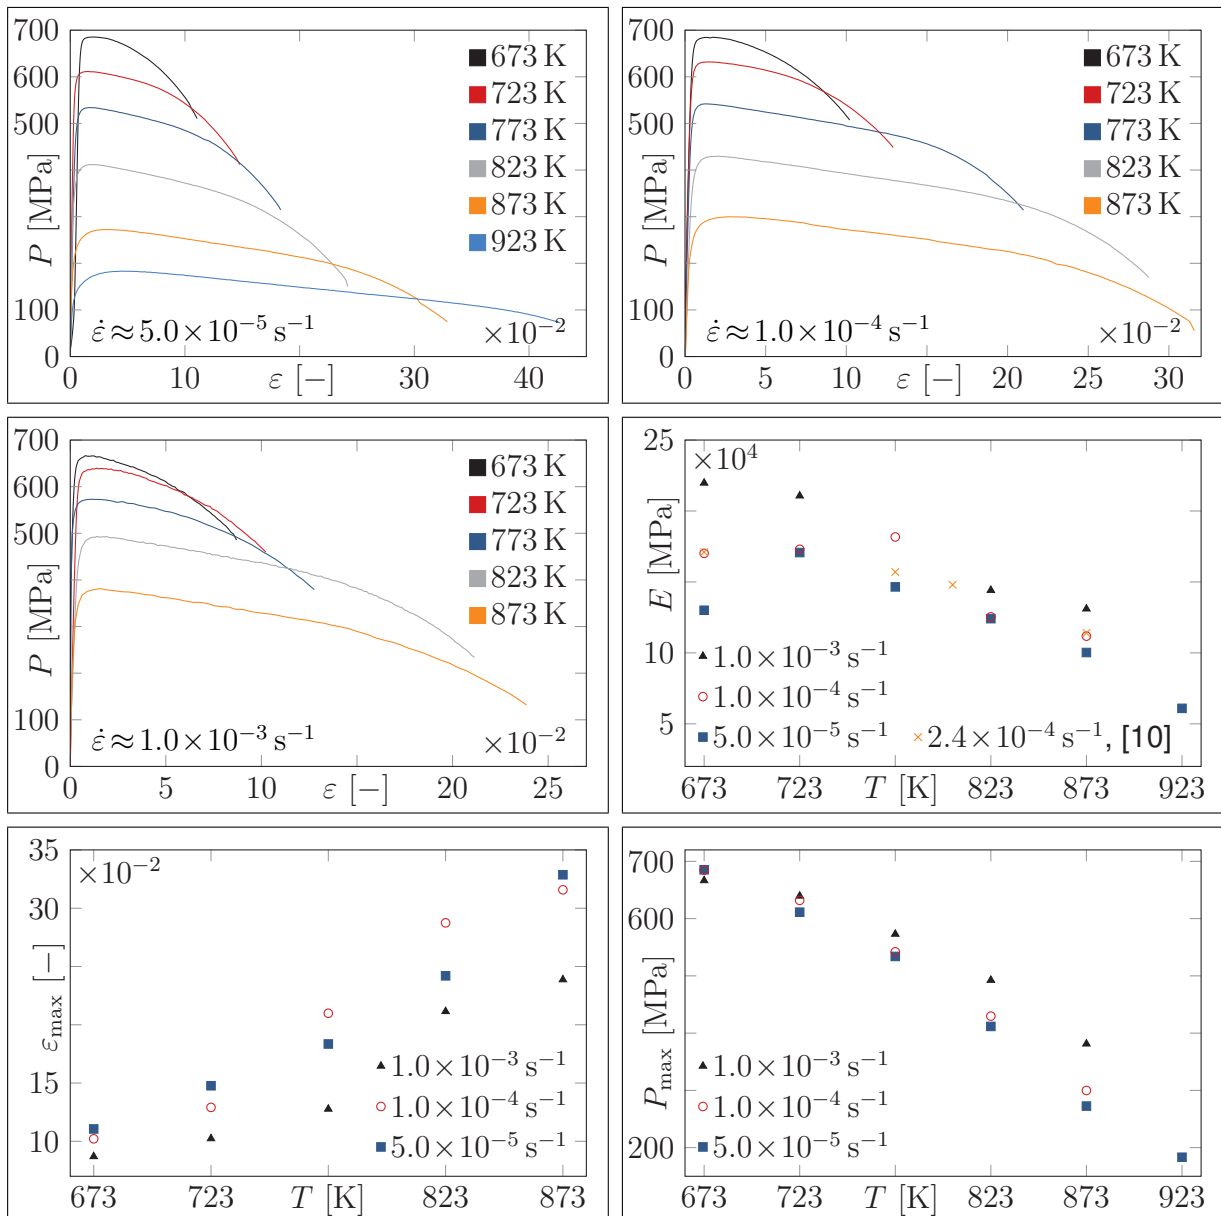 700
600
500
100
0
P [MPa]
673 K
723 K
773 K
823 K
873 K
923 K
ε̇ ≈ 5.0 × 10⁻⁵ s⁻¹
×10⁻²
0 10 ε [−] 30 40
700
600
500
100
0
P [MPa]
673 K
723 K
773 K
823 K
873 K
ε̇ ≈ 1.0 × 10⁻⁴ s⁻¹
×10⁻²
0 5 10 ε [−] 20 25 30
700
600
500
100
0
P [MPa]
673 K
723 K
773 K
823 K
873 K
ε̇ ≈ 1.0 × 10⁻³ s⁻¹
×10⁻²
0 5 10 ε [−] 20 25
25
10
5
E [MPa]
×10⁴
1.0 × 10⁻³ s⁻¹
1.0 × 10⁻⁴ s⁻¹
5.0 × 10⁻⁵ s⁻¹
2.4 × 10⁻⁴ s⁻¹, [10]
673 723 T [K] 823 873 923
35
30
15
10
ε_max [−]
×10⁻²
1.0 × 10⁻³ s⁻¹
1.0 × 10⁻⁴ s⁻¹
5.0 × 10⁻⁵ s⁻¹
673 723 T [K] 823 873
700
600
200
P_max [MPa]
1.0 × 10⁻³ s⁻¹
1.0 × 10⁻⁴ s⁻¹
5.0 × 10⁻⁵ s⁻¹
673 723 T [K] 823 873 923